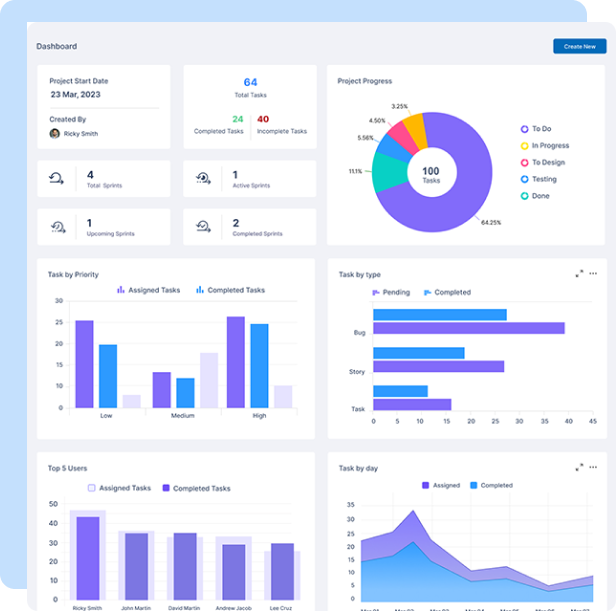 Dashboard
Create New
Project Start Date
23 Mar, 2023
Created By
Ricky Smith
64
Total Tasks
24
Completed Tasks
40
Incomplete Tasks
4
Total Sprints
1
Active Sprints
1
Upcoming Sprints
2
Completed Sprints
Project Progress
3.25%
4.50%
5.56%
11.1%
64.25%
100
Tasks
To Do
In Progress
To Design
Testing
Done
Task by Priority
Assigned Tasks Completed Tasks
30
25
20
15
10
0
Low Medium High
Task by type
Pending Completed
Bug
Story
Task
0 5 10 15 20 25 30 35 40 45
Top 5 Users
Assigned Tasks Completed Tasks
50
40
30
20
10
0
Ricky Smith John Martin David Martin Andrew Jacob Lee Cruz
Task by day
Assigned Completed
35
30
25
20
15
10
5
0